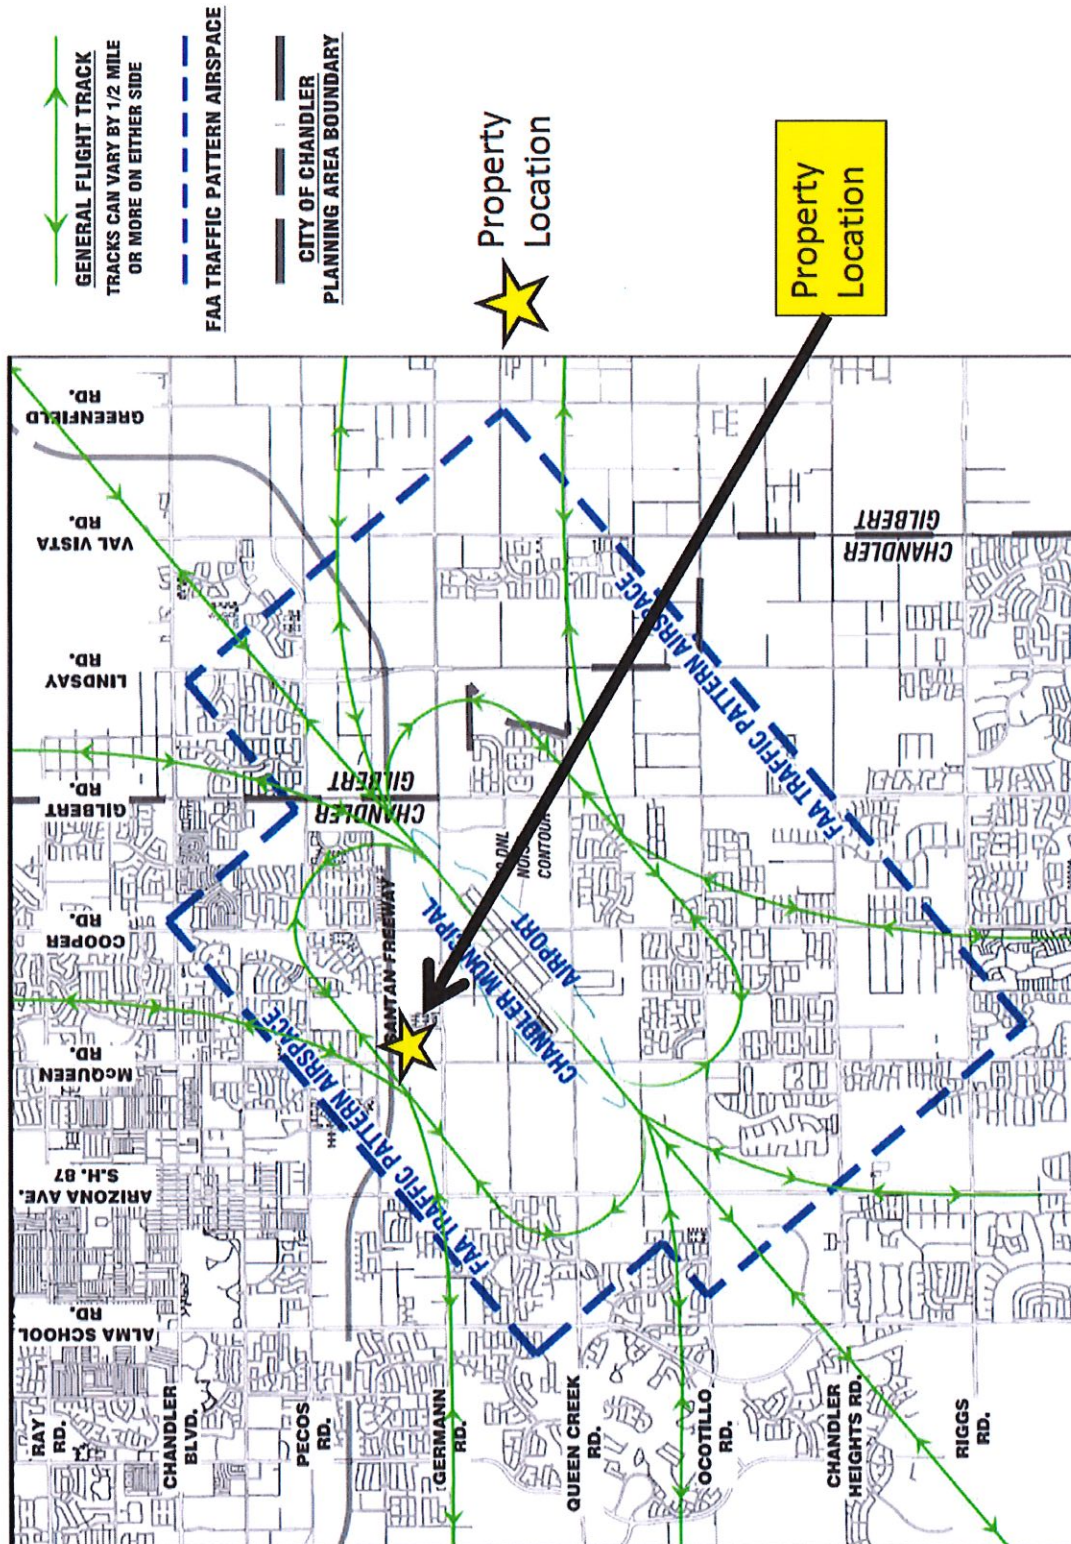 GENERAL FLIGHT TRACK
TRACKS CAN VARY BY 1/2 MILE
OR MORE ON EITHER SIDE
FAA TRAFFIC PATTERN AIRSPACE
CITY OF CHANDLER
PLANNING AREA BOUNDARY
Property
Location
Property
Location
RAY
RD.
CHANDLER
BLVD.
PECOS
RD.
GERMANN
RD.
QUEEN CREEK
RD.
OCOTILLO
RD.
CHANDLER
HEIGHTS RD.
RIGGS
RD.
ALMA SCHOOL
RD.
ARIZONA AVE.
S.H. 87
McQUEEN
RD.
COOPER
RD.
GILBERT
RD.
LINDSAY
RD.
VAL VISTA
RD.
GREENFIELD
RD.
FAA TRAFFIC PATTERN AIRSPACE
FAA TRAFFIC PATTERN AIRSPACE
SANTAN FREEWAY
CHANDLER
GILBERT
CHANDLER
GILBERT
CHANDLER MUNICIPAL
AIRPORT
DNL
CONTOUR